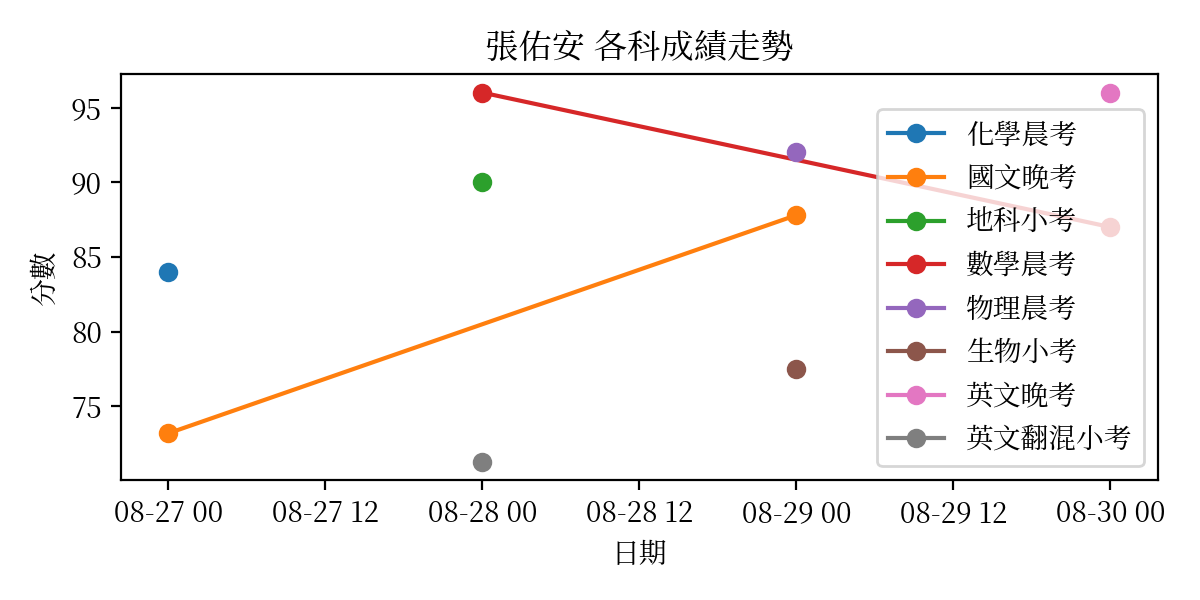 張佑安 各科成績走勢
分數
95
90
85
80
75
化學晨考
國文晚考
地科小考
數學晨考
物理晨考
生物小考
英文晚考
英文翻混小考
08-27 00 08-27 12 08-28 00 08-28 12 08-29 00 08-29 12 08-30 00
日期